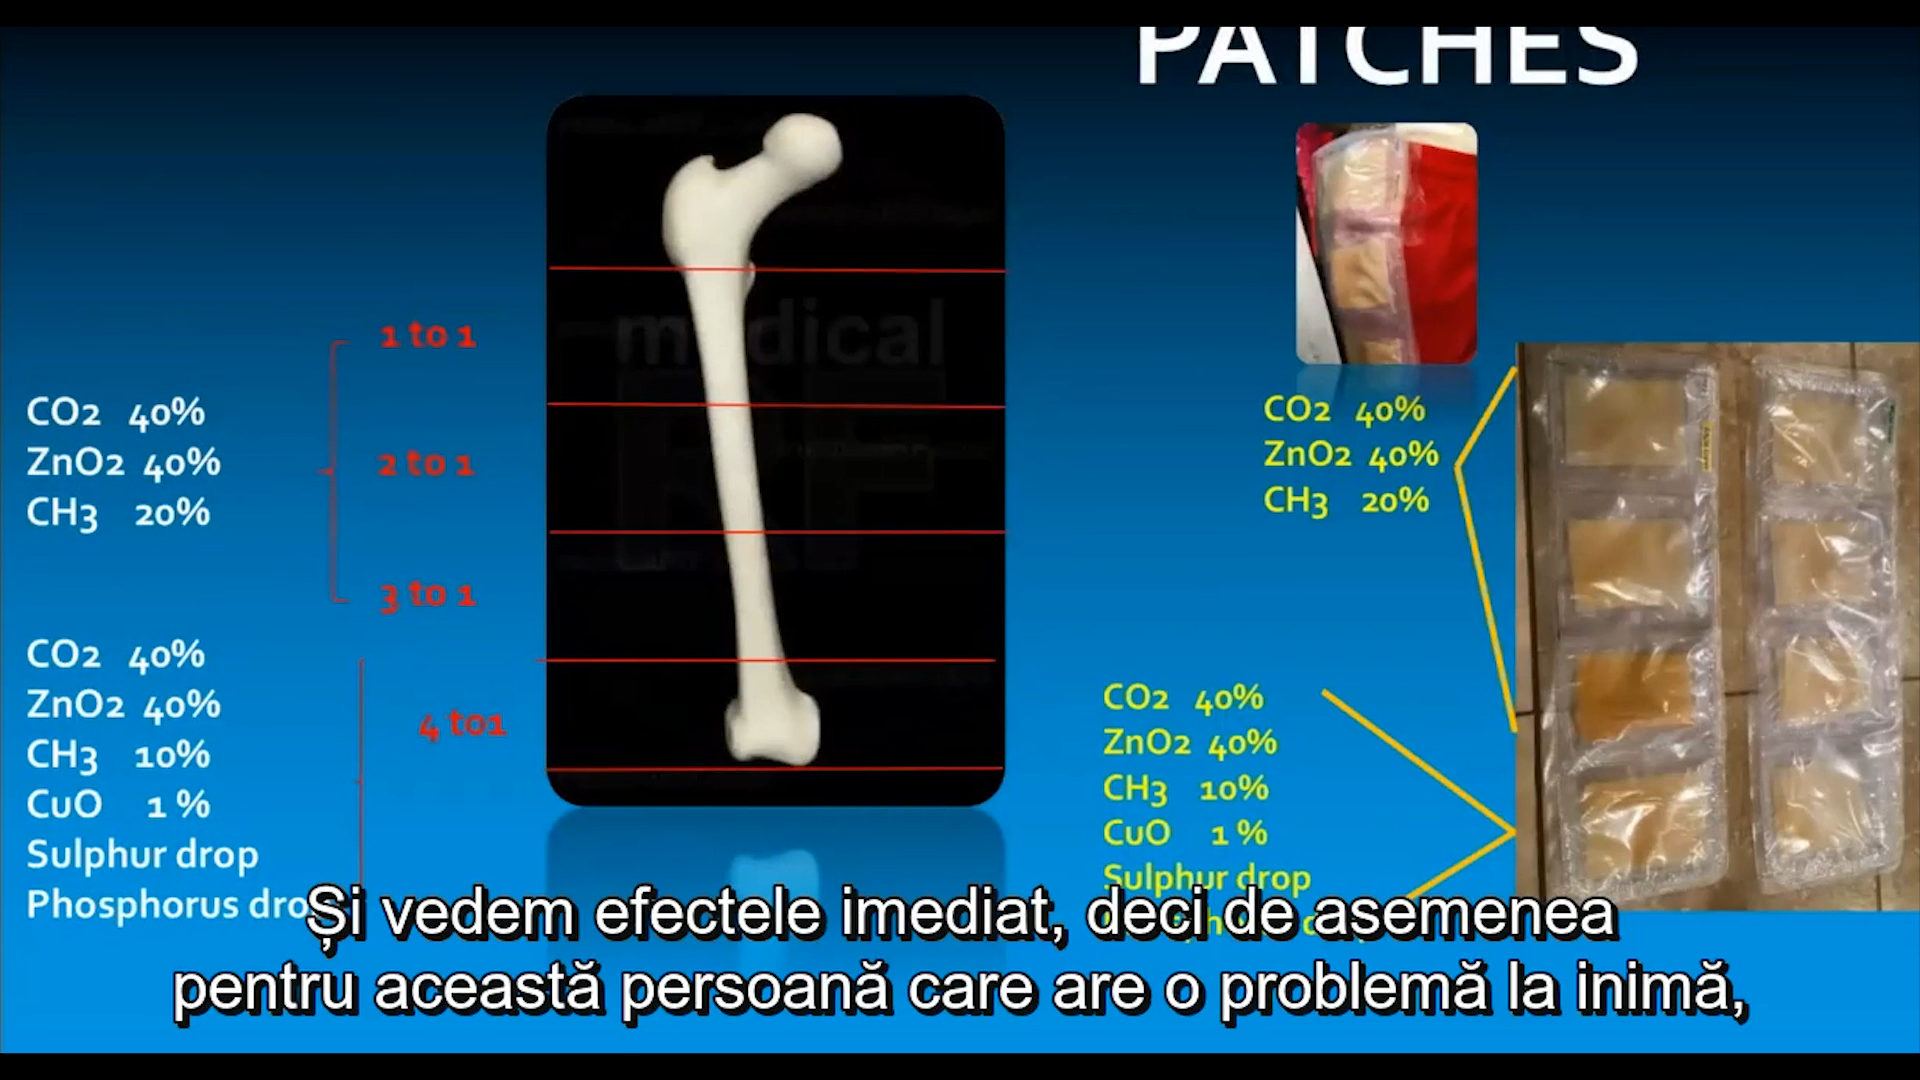 PATCHES
1 to 1
2 to 1
3 to 1
4 to1
CO2 40%
ZnO2 40%
CH3 20%
CO2 40%
ZnO2 40%
CH3 10%
CuO 1 %
Sulphur drop
Phosphorus
medical
CO2 40%
ZnO2 40%
CH3 20%
CO2 40%
ZnO2 40%
CH3 10%
CuO 1 %
Sulphur drop
Și vedem efectele imediat, deci de asemenea
pentru această persoană care are o problemă la inimă,